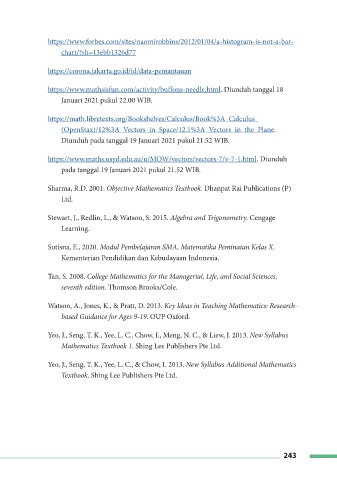 https://www.forbes.com/sites/naomirobbins/2012/01/04/a-histogram-is-not-a-bar-
chart/?sh=13ebb1326d77
https://corona.jakarta.go.id/id/data-pemantauan
https://www.mathsisfun.com/activity/buffons-needle.html. Diunduh tanggal 18
Januari 2021 pukul 22.00 WIB.
https://math.libretexts.org/Bookshelves/Calculus/Book%3A_Calculus_
(OpenStax)/12%3A_Vectors_in_Space/12.1%3A_Vectors_in_the_Plane.
Diunduh pada tanggal 19 Januari 2021 pukul 21.52 WIB.
https://www.maths.usyd.edu.au/u/MOW/vectors/vectors-7/v-7-1.html. Diunduh
pada tanggal 19 Januari 2021 pukul 21.52 WIB.
Sharma, R.D. 2001. Objective Mathematics Textbook. Dhanpat Rai Publications (P)
Ltd.
Stewart, J., Redlin, L., & Watson, S. 2015. Algebra and Trigonometry. Cengage
Learning.
Sutisna, E., 2020. Modul Pembelajaran SMA, Matematika Peminatan Kelas X.
Kementerian Pendidikan dan Kebudayaan Indonesia.
Tan, S. 2008. College Mathematics for the Managerial, Life, and Social Sciences,
seventh edition. Thomson Brooks/Cole.
Watson, A., Jones, K., & Pratt, D. 2013. Key Ideas in Teaching Mathematics: Research-
based Guidance for Ages 9-19. OUP Oxford.
Yeo, J., Seng, T. K., Yee, L. C., Chow, I., Meng, N. C., & Liew, J. 2013. New Syllabus
Mathematics Textbook 1. Shing Lee Publishers Pte Ltd.
Yeo, J., Seng, T. K., Yee, L. C., & Chow, I. 2013. New Syllabus Additional Mathematics
Textbook. Shing Lee Publishers Pte Ltd.
243